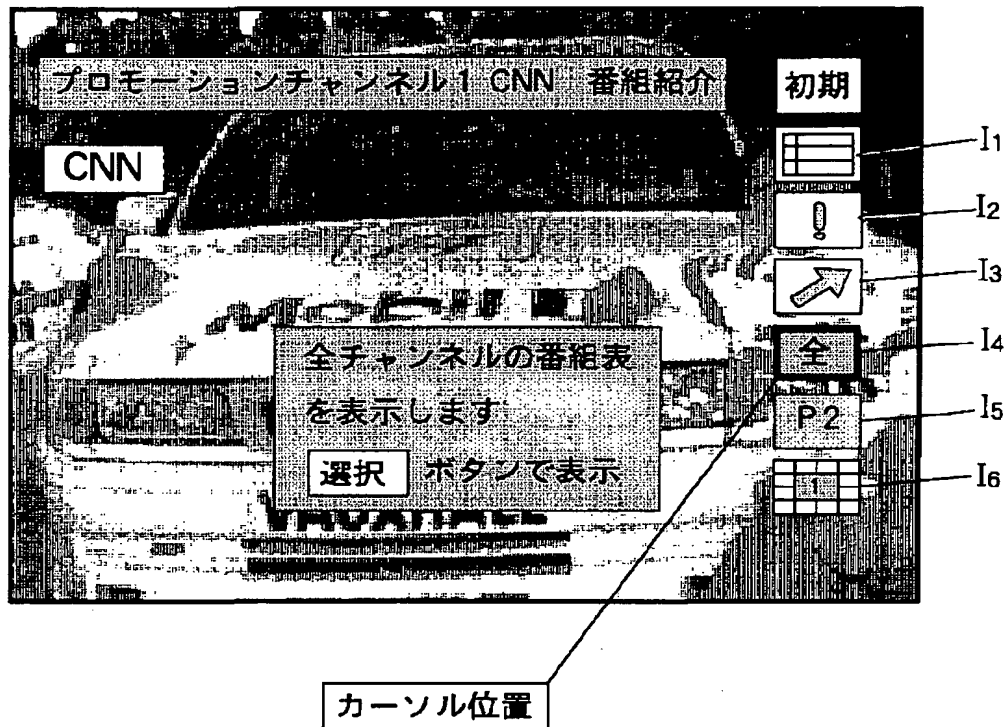 プロモーションチャンネル1 CNN 番組紹介
初期
CNN
I1
I2
I3
全チャンネルの番組表
を表示します
選択 ボタンで表示
全
I4
P2
I5
1
I6
VAUXHALL
カーソル位置